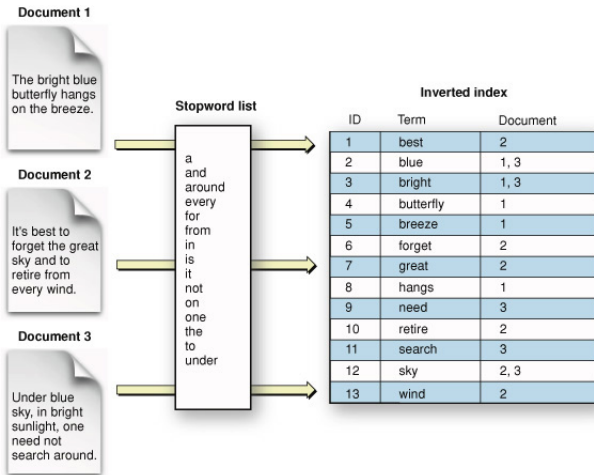 Document 1
The bright blue
butterfly hangs
on the breeze.
Document 2
It's best to
forget the great
sky and to
retire from
every wind.
Document 3
Under blue
sky, in bright
sunlight, one
need not
search around.
Stopword list
a
and
around
every
for
from
in
is
it
not
on
one
the
to
under
Inverted index
ID Term Document
1 best 2
2 blue 1, 3
3 bright 1, 3
4 butterfly 1
5 breeze 1
6 forget 2
7 great 2
8 hangs 1
9 need 3
10 retire 2
11 search 3
12 sky 2, 3
13 wind 2